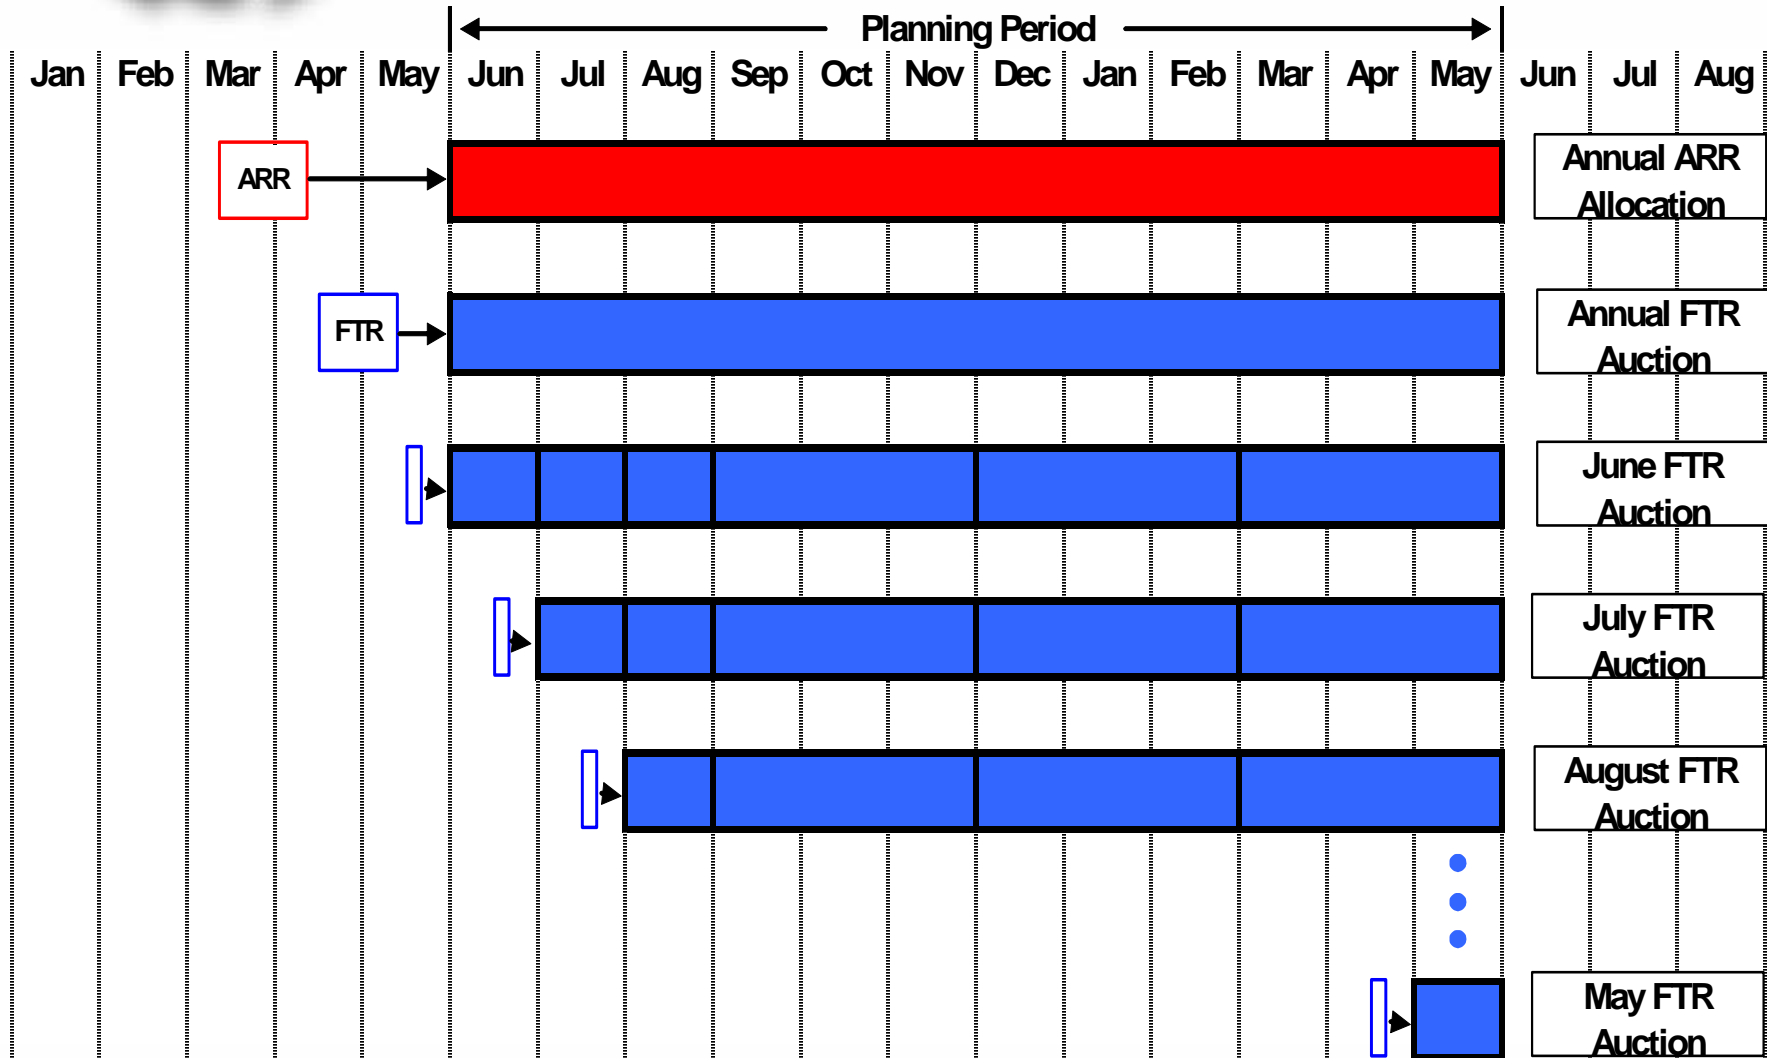 Planning Period
Jan Feb Mar Apr May Jun Jul Aug Sep Oct Nov Dec Jan Feb Mar Apr May Jun Jul Aug
ARR
Annual ARR
Allocation
FTR
Annual FTR
Auction
June FTR
Auction
July FTR
Auction
August FTR
Auction
May FTR
Auction